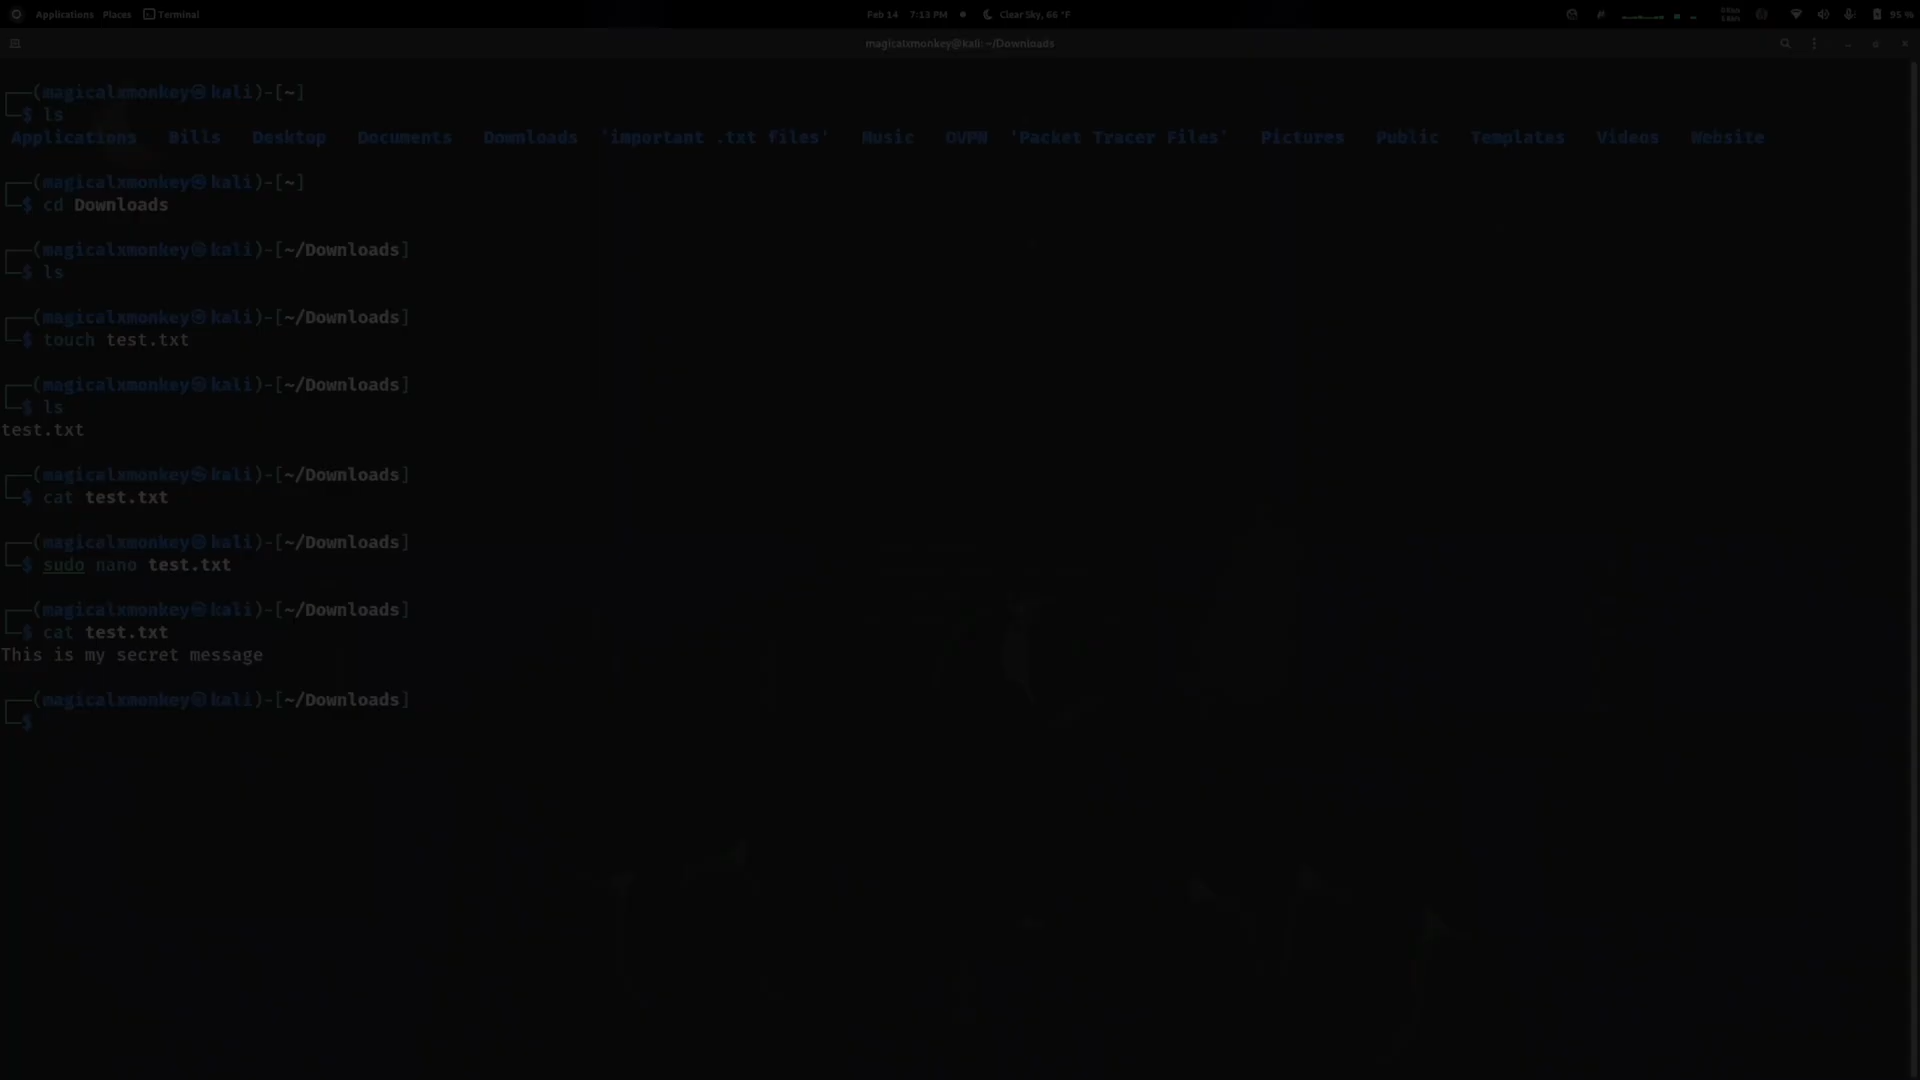 Applications Places Terminal Feb 14 7:13 PM Clear Sky, 66 °F 95 %
magicalxmonkey@kali: ~/Downloads
┌──(magicalxmonkey㉿kali)-[~]
└─$ ls
Applications Bills Desktop Documents Downloads 'important .txt files' Music OVPN 'Packet Tracer Files' Pictures Public Templates Videos Website
┌──(magicalxmonkey㉿kali)-[~]
└─$ cd Downloads
┌──(magicalxmonkey㉿kali)-[~/Downloads]
└─$ ls
┌──(magicalxmonkey㉿kali)-[~/Downloads]
└─$ touch test.txt
┌──(magicalxmonkey㉿kali)-[~/Downloads]
└─$ ls
test.txt
┌──(magicalxmonkey㉿kali)-[~/Downloads]
└─$ cat test.txt
┌──(magicalxmonkey㉿kali)-[~/Downloads]
└─$ sudo nano test.txt
┌──(magicalxmonkey㉿kali)-[~/Downloads]
└─$ cat test.txt
This is my secret message
┌──(magicalxmonkey㉿kali)-[~/Downloads]
└─$